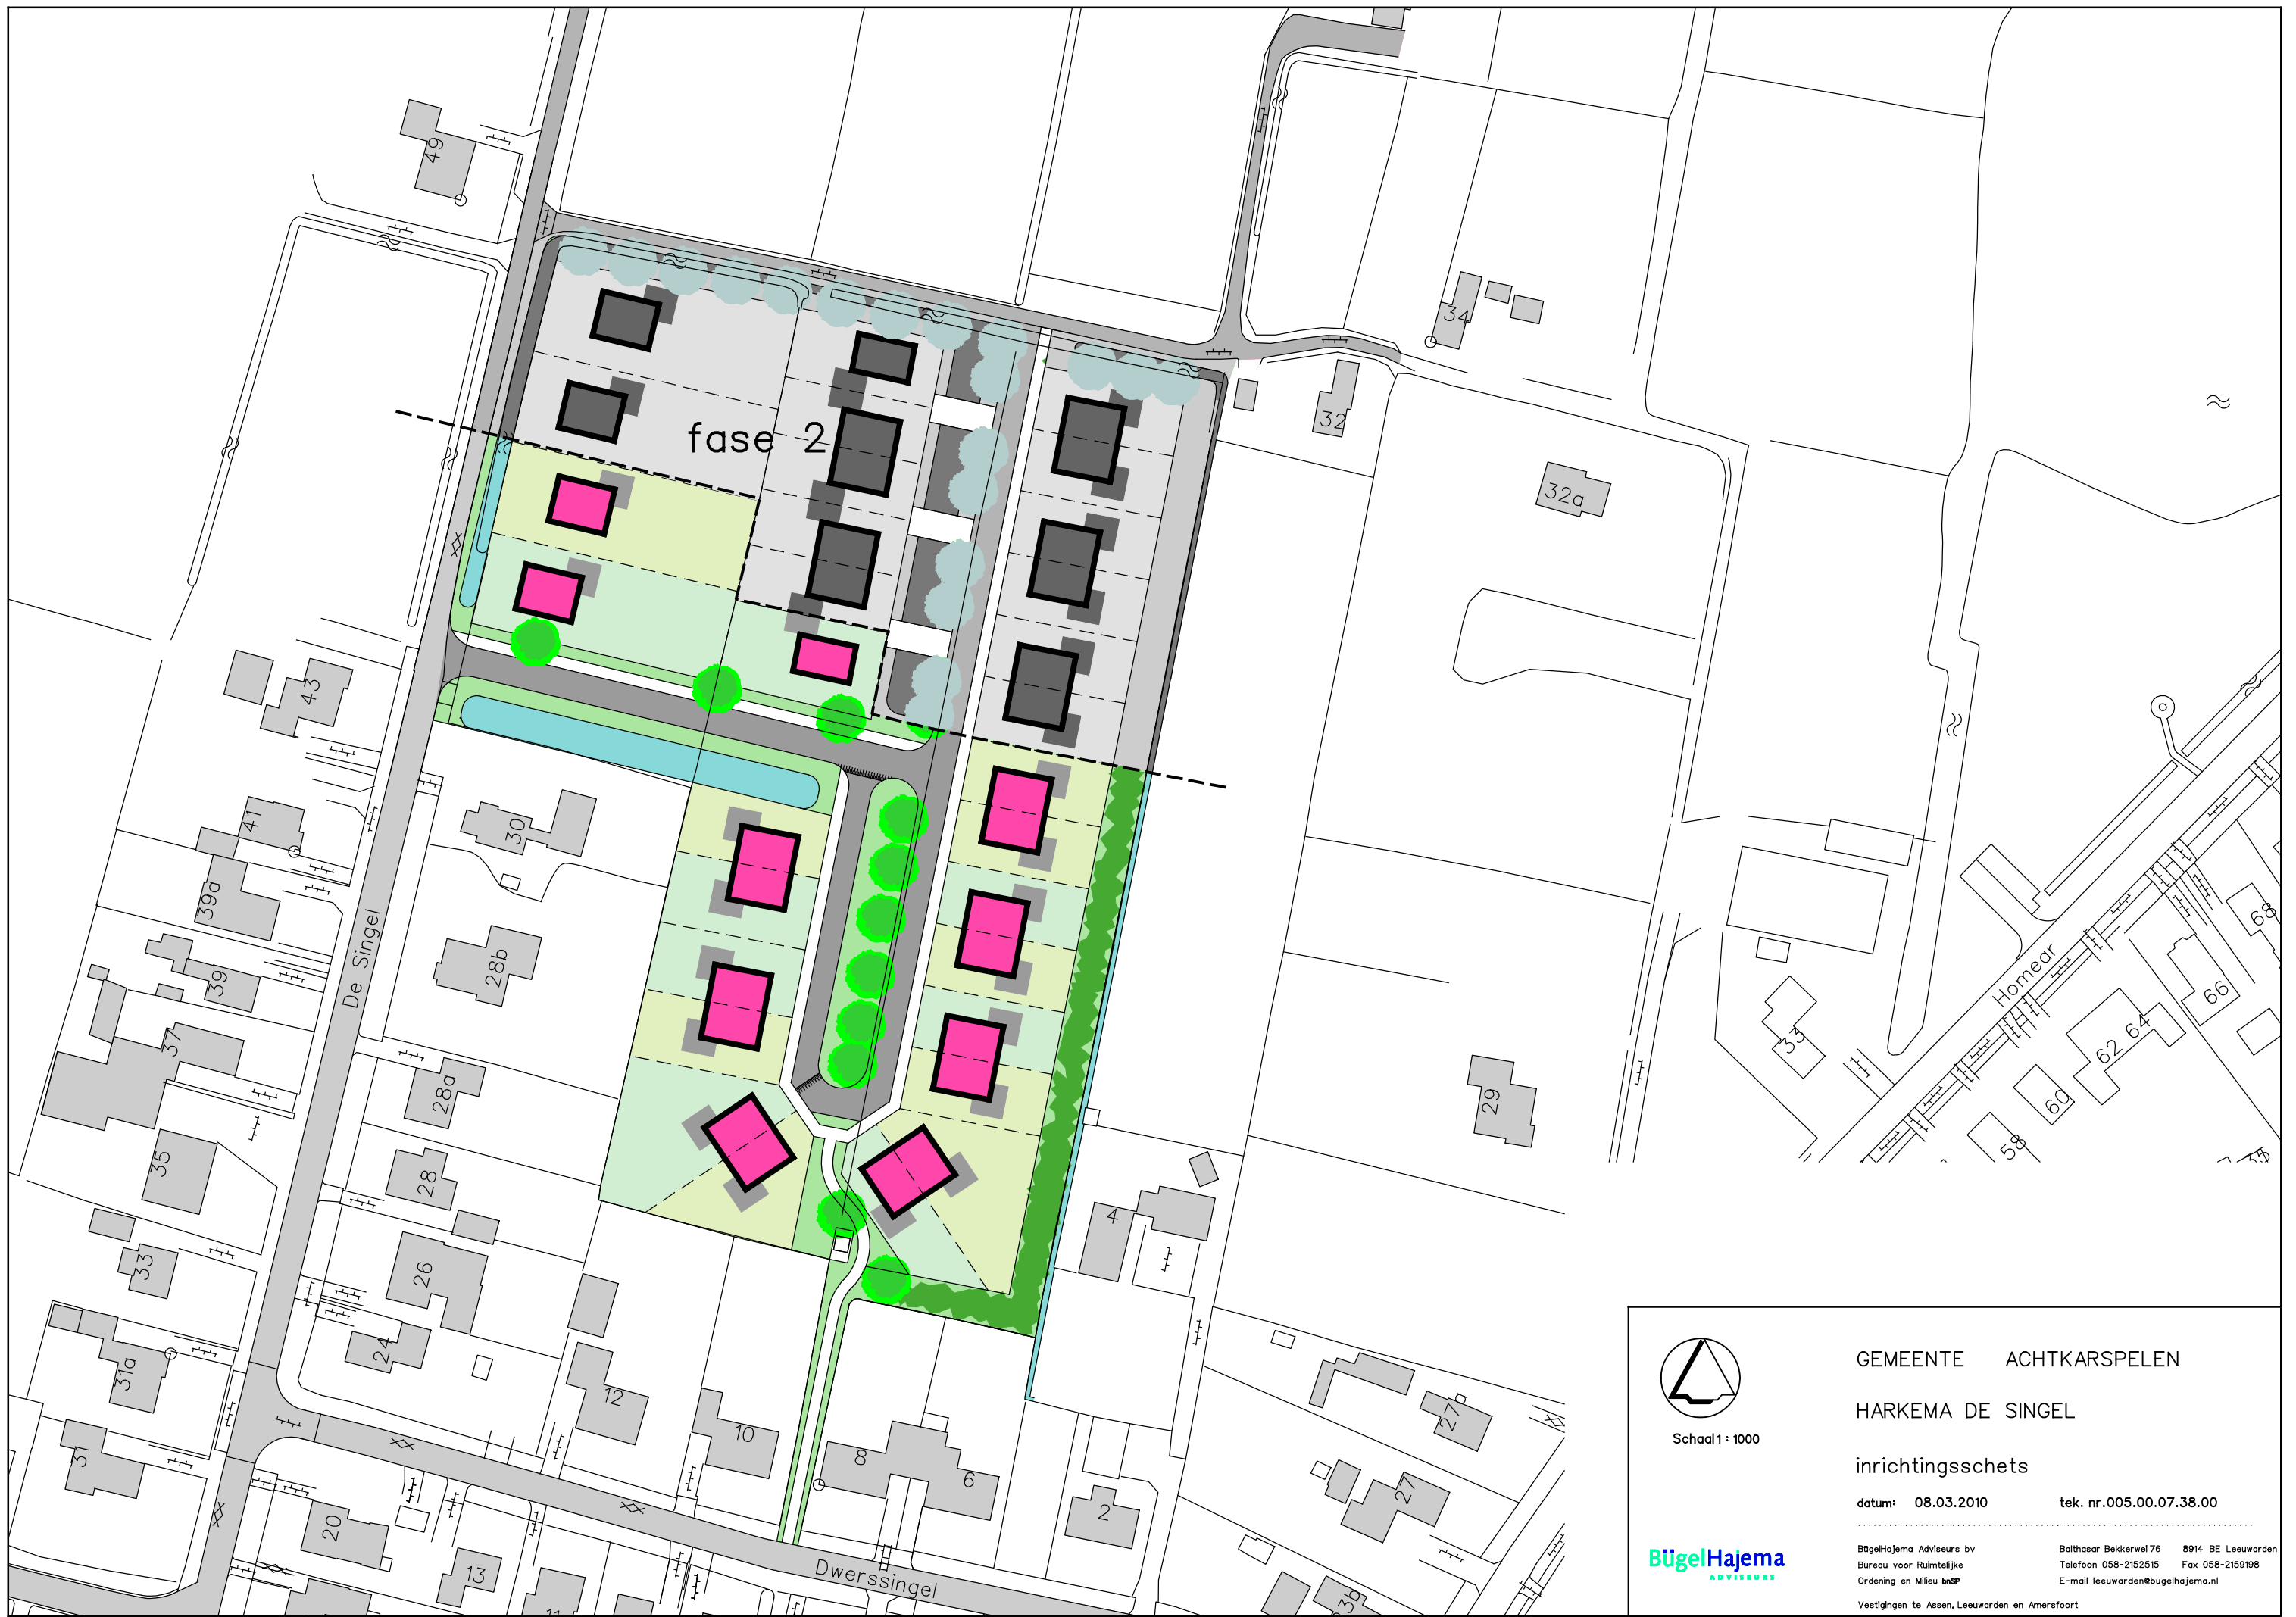 49
34
32
fase 2
32a
43
41
30
39a
28b
39
De Singel
37
28a
35
28
33
26
24
31a
31
12
10
8
6
4
2
20
13
Dwerssingel
29
27a
27
33
Homear
68
66
62 64
60
58
GEMEENTE ACHTKARSPELEN
HARKEMA DE SINGEL
Schaal 1 : 1000
inrichtingsschets
datum: 08.03.2010 tek. nr.005.00.07.38.00
BügelHajema
ADVISEURS
BügelHajema Adviseurs bv Balthasar Bekkerwei 76 8914 BE Leeuwarden
Bureau voor Ruimtelijke Telefoon 058-2152515 Fax 058-2159198
Ordening en Milieu bnSP E-mail leeuwarden@bugelhajema.nl
Vestigingen te Assen, Leeuwarden en Amersfoort